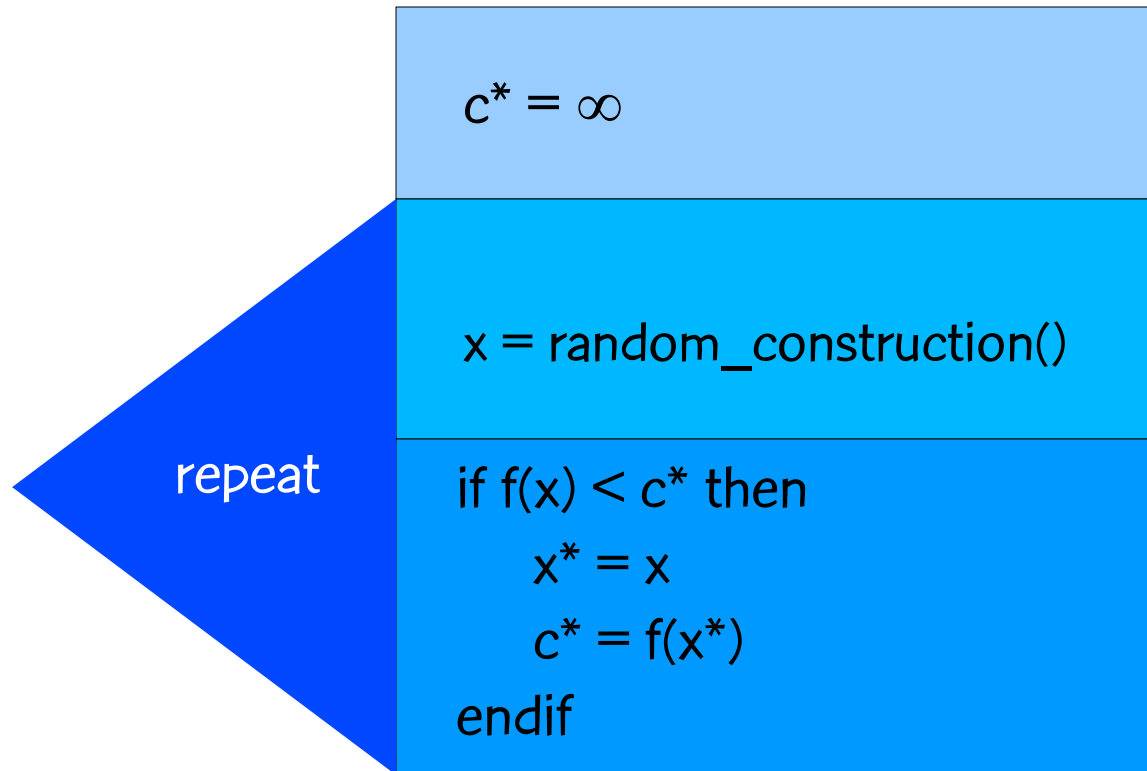 c* = ∞
x = random_construction()
repeat
if f(x) < c* then
x* = x
c* = f(x*)
endif